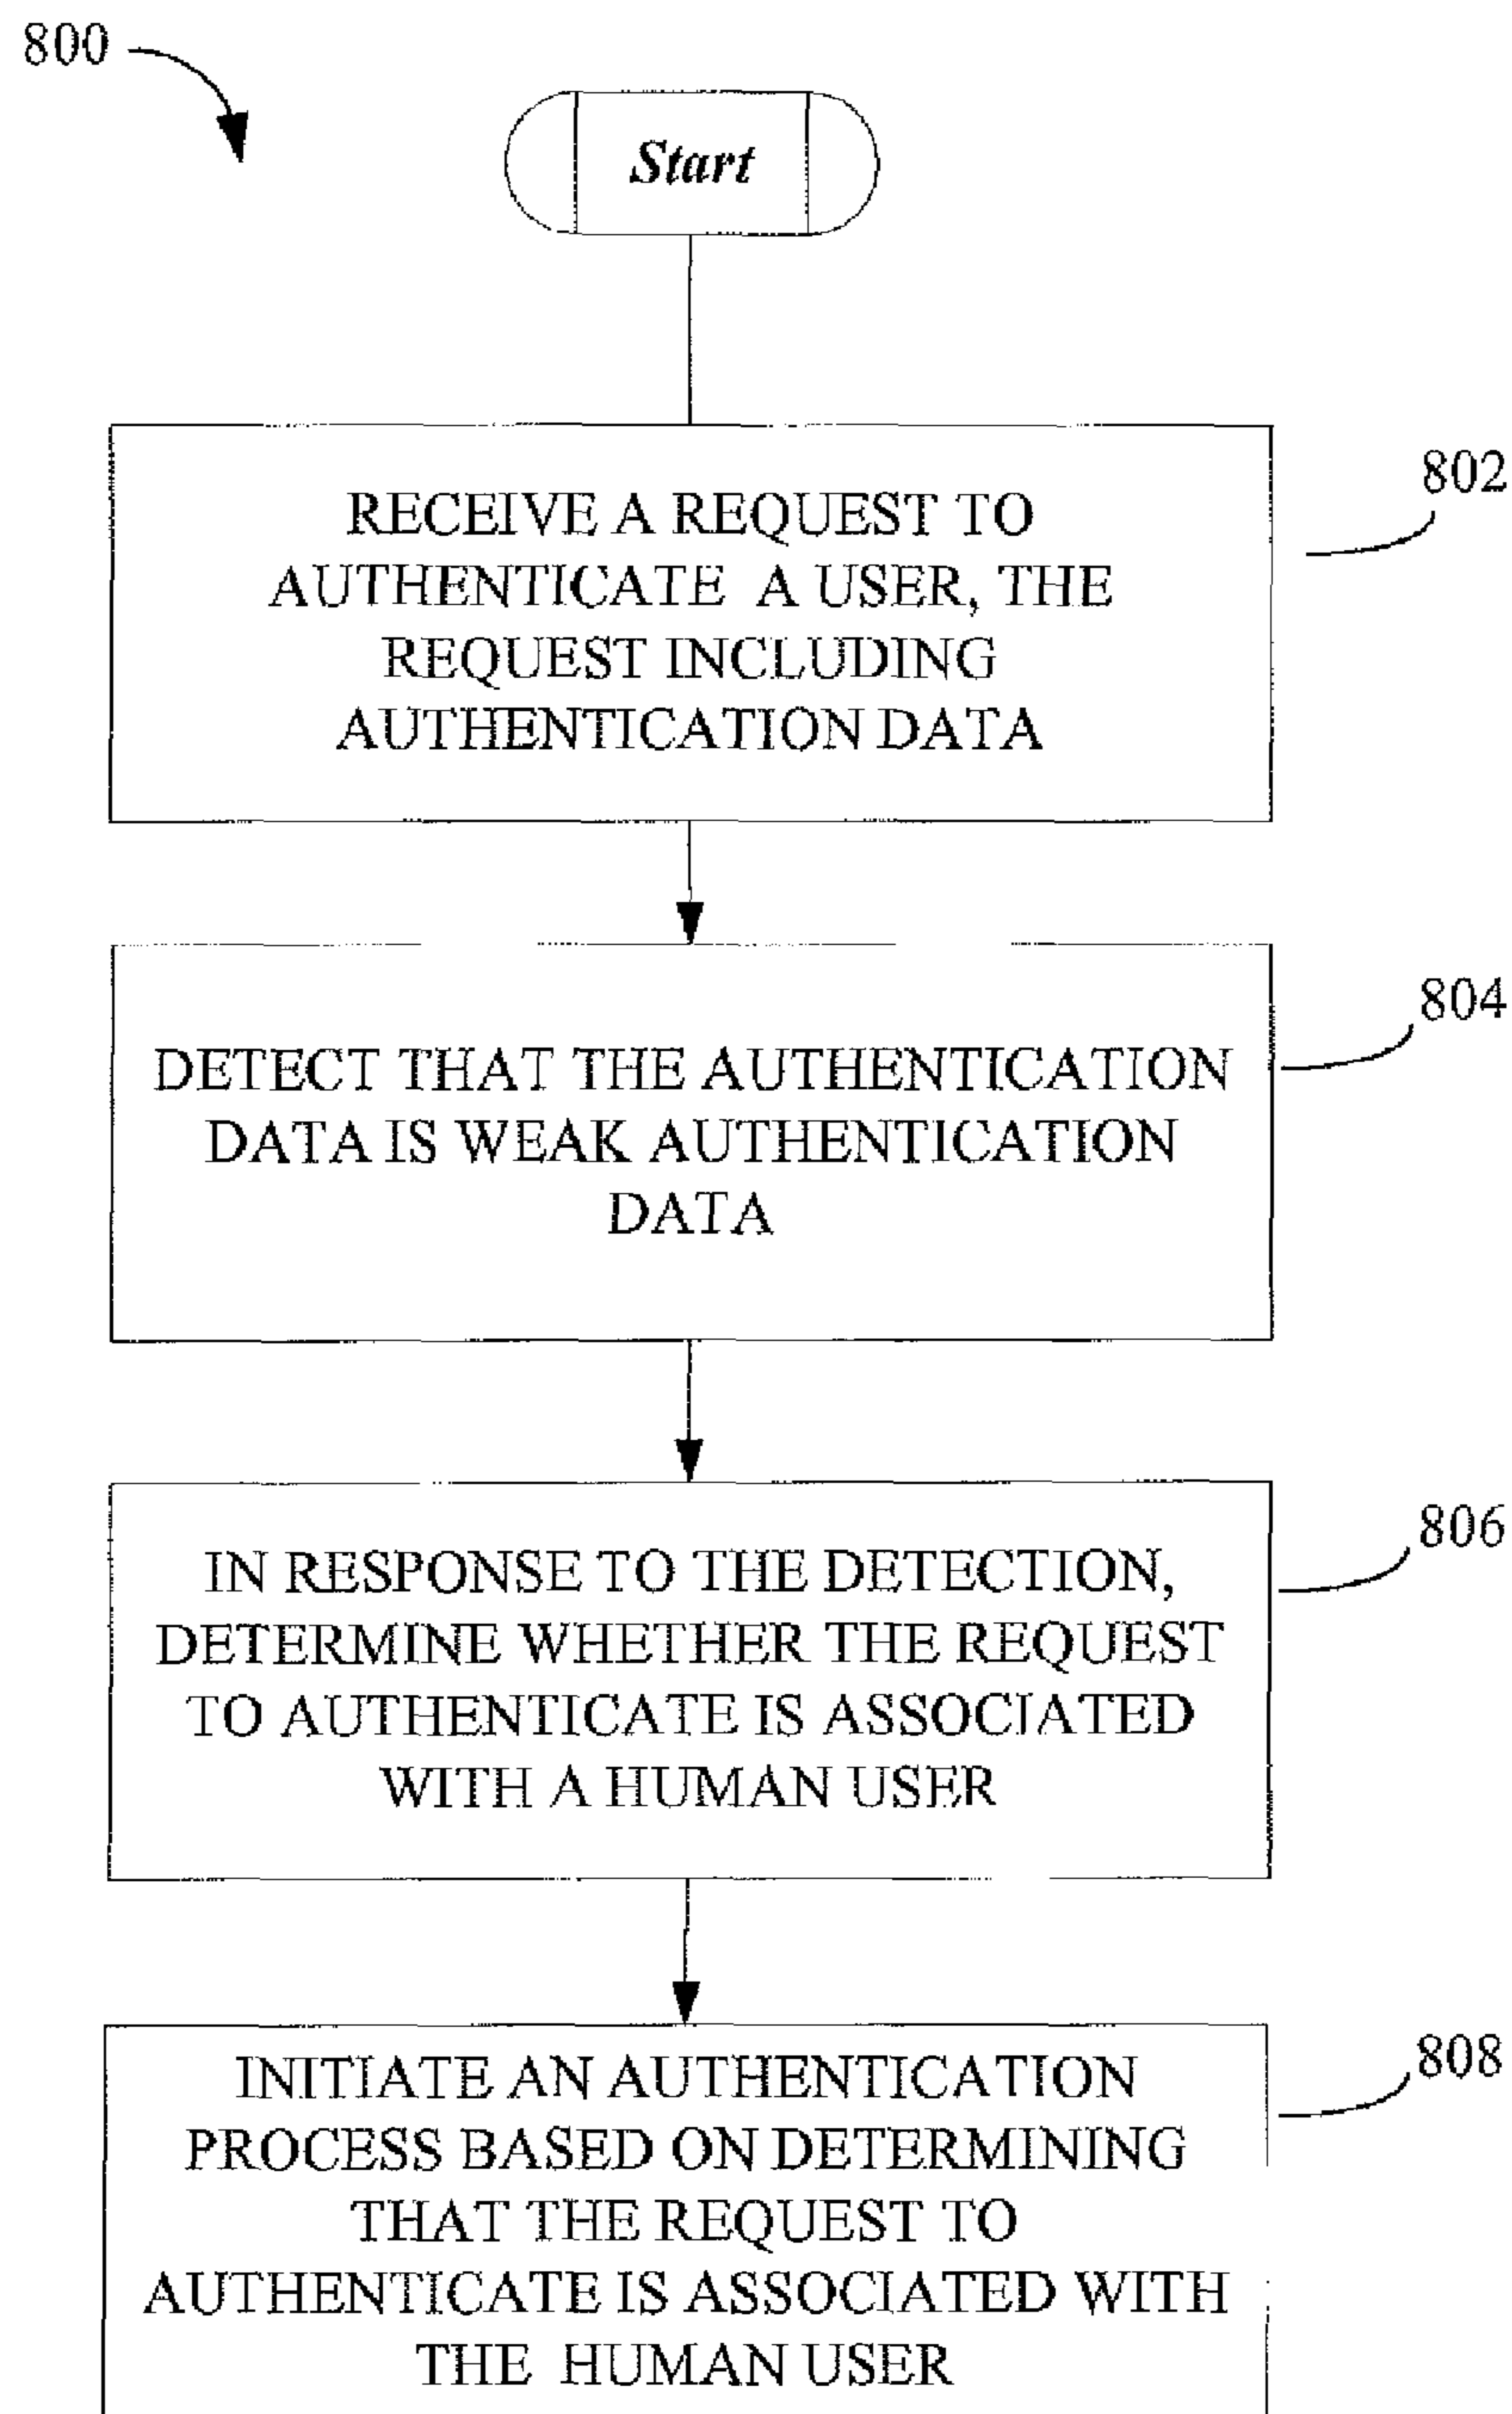 800
Start
802
RECEIVE A REQUEST TO
AUTHENTICATE A USER, THE
REQUEST INCLUDING
AUTHENTICATION DATA
804
DETECT THAT THE AUTHENTICATION
DATA IS WEAK AUTHENTICATION
DATA
806
IN RESPONSE TO THE DETECTION,
DETERMINE WHETHER THE REQUEST
TO AUTHENTICATE IS ASSOCIATED
WITH A HUMAN USER
808
INITIATE AN AUTHENTICATION
PROCESS BASED ON DETERMINING
THAT THE REQUEST TO
AUTHENTICATE IS ASSOCIATED WITH
THE HUMAN USER